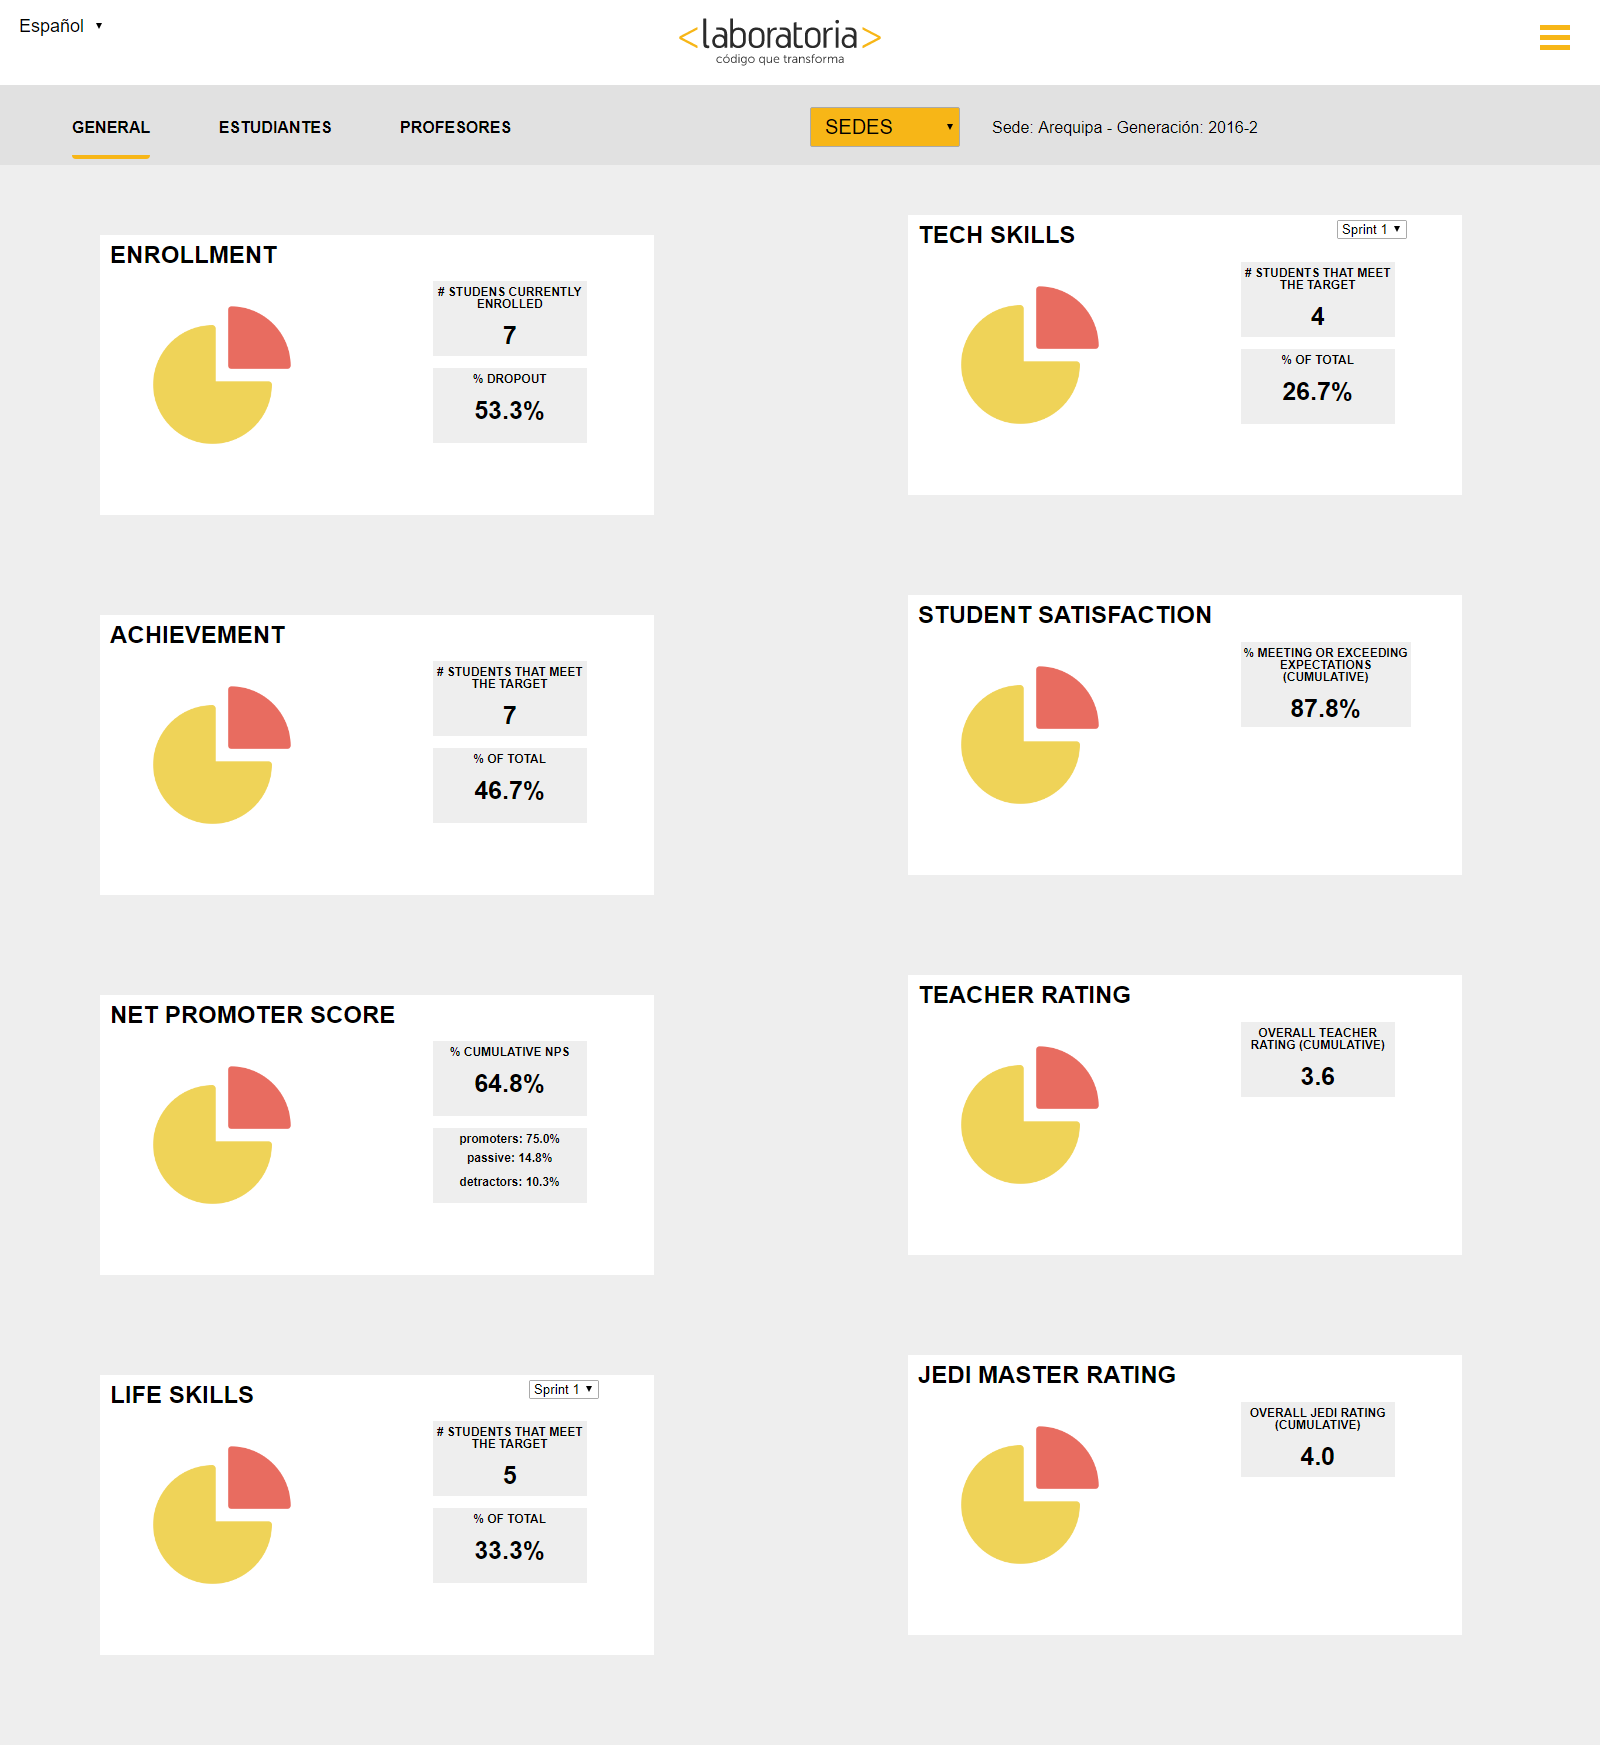 Español
<laboratoria>
código que transforma
GENERAL
ESTUDIANTES
PROFESORES
SEDES
Sede: Arequipa - Generación: 2016-2
ENROLLMENT
# STUDENS CURRENTLY
ENROLLED
7
% DROPOUT
53.3%
TECH SKILLS
Sprint 1
# STUDENTS THAT MEET
THE TARGET
4
% OF TOTAL
26.7%
ACHIEVEMENT
# STUDENTS THAT MEET
THE TARGET
7
% OF TOTAL
46.7%
STUDENT SATISFACTION
% MEETING OR EXCEEDING
EXPECTATIONS
(CUMULATIVE)
87.8%
NET PROMOTER SCORE
% CUMULATIVE NPS
64.8%
promoters: 75.0%
passive: 14.8%
detractors: 10.3%
TEACHER RATING
OVERALL TEACHER
RATING (CUMULATIVE)
3.6
LIFE SKILLS
Sprint 1
# STUDENTS THAT MEET
THE TARGET
5
% OF TOTAL
33.3%
JEDI MASTER RATING
OVERALL JEDI RATING
(CUMULATIVE)
4.0